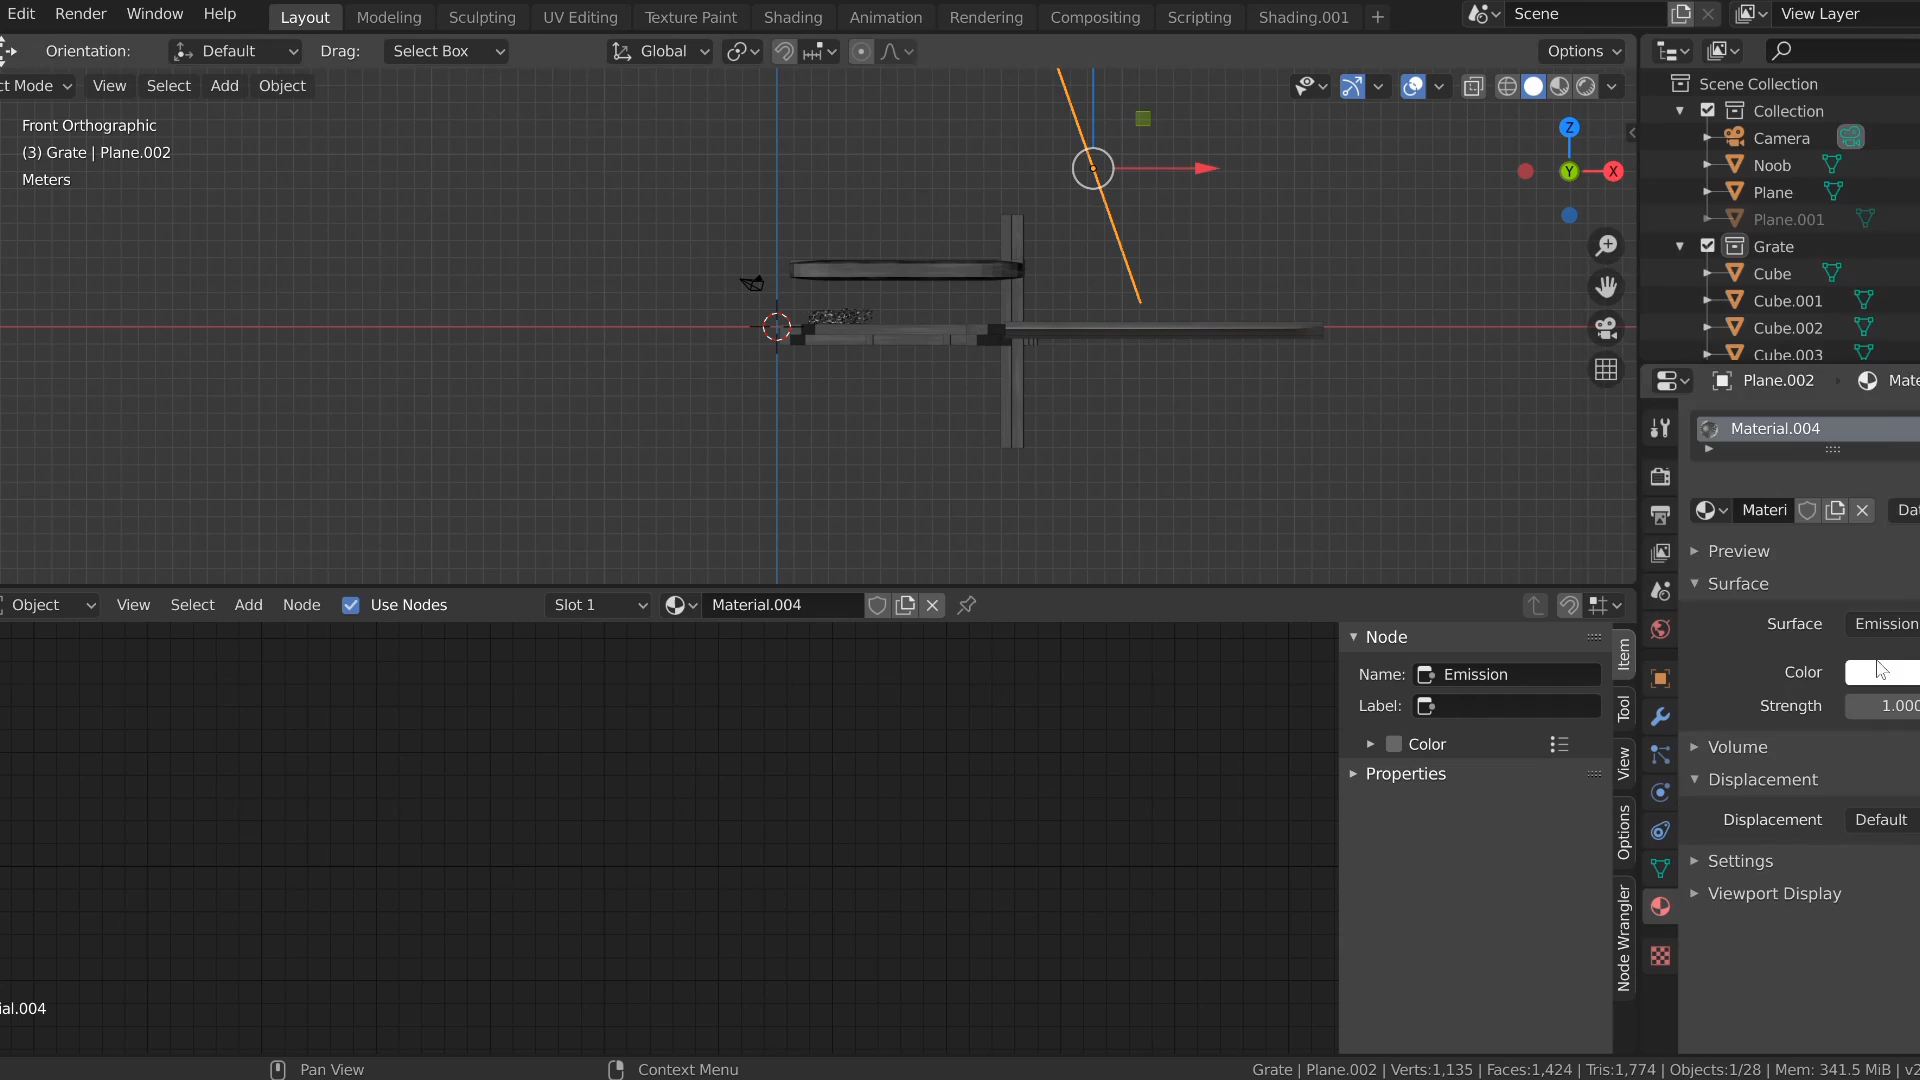 Edit Render Window Help Layout Modeling Sculpting UV Editing Texture Paint Shading Animation Rendering Compositing Scripting Shading.001 + Scene View Layer
Orientation: Default Drag: Select Box Global Options
ct Mode View Select Add Object
Front Orthographic
(3) Grate | Plane.002
Meters
Z
Y
X
Scene Collection
Collection
Camera
Noob
Plane
Plane.001
Grate
Cube
Cube.001
Cube.002
Cube.003
Plane.002 Mate
Material.004
Materi Dat
Preview
Surface
Surface Emission
Color
Strength 1.000
Volume
Displacement
Displacement Default
Settings
Viewport Display
Object View Select Add Node Use Nodes Slot 1 Material.004
Node
Name: Emission
Label:
Color
Properties
Item
Tool
View
Options
Node Wrangler
ial.004
Pan View Context Menu Grate | Plane.002 | Verts:1,135 | Faces:1,424 | Tris:1,774 | Objects:1/28 | Mem: 341.5 MiB | v2